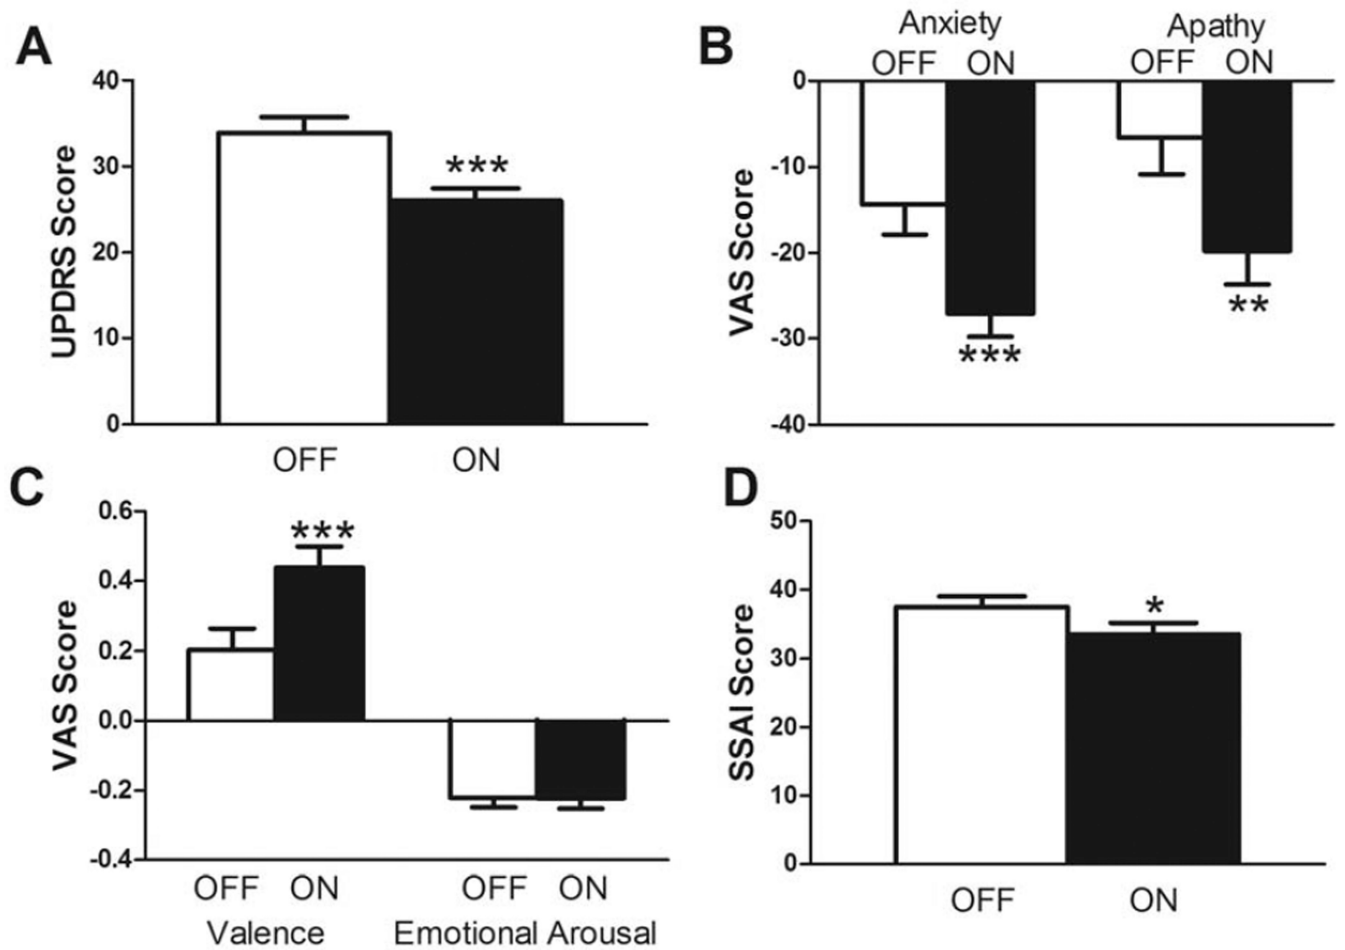 A
UPDRS Score
40
30
20
10
0
***
OFF ON
B
Anxiety Apathy
OFF ON OFF ON
VAS Score
0
-10
-20
-30
-40
***
**
C
VAS Score
0.6
0.4
0.2
0.0
-0.2
-0.4
***
OFF ON OFF ON
Valence Emotional Arousal
D
SSAI Score
50
40
30
20
10
0
*
OFF ON